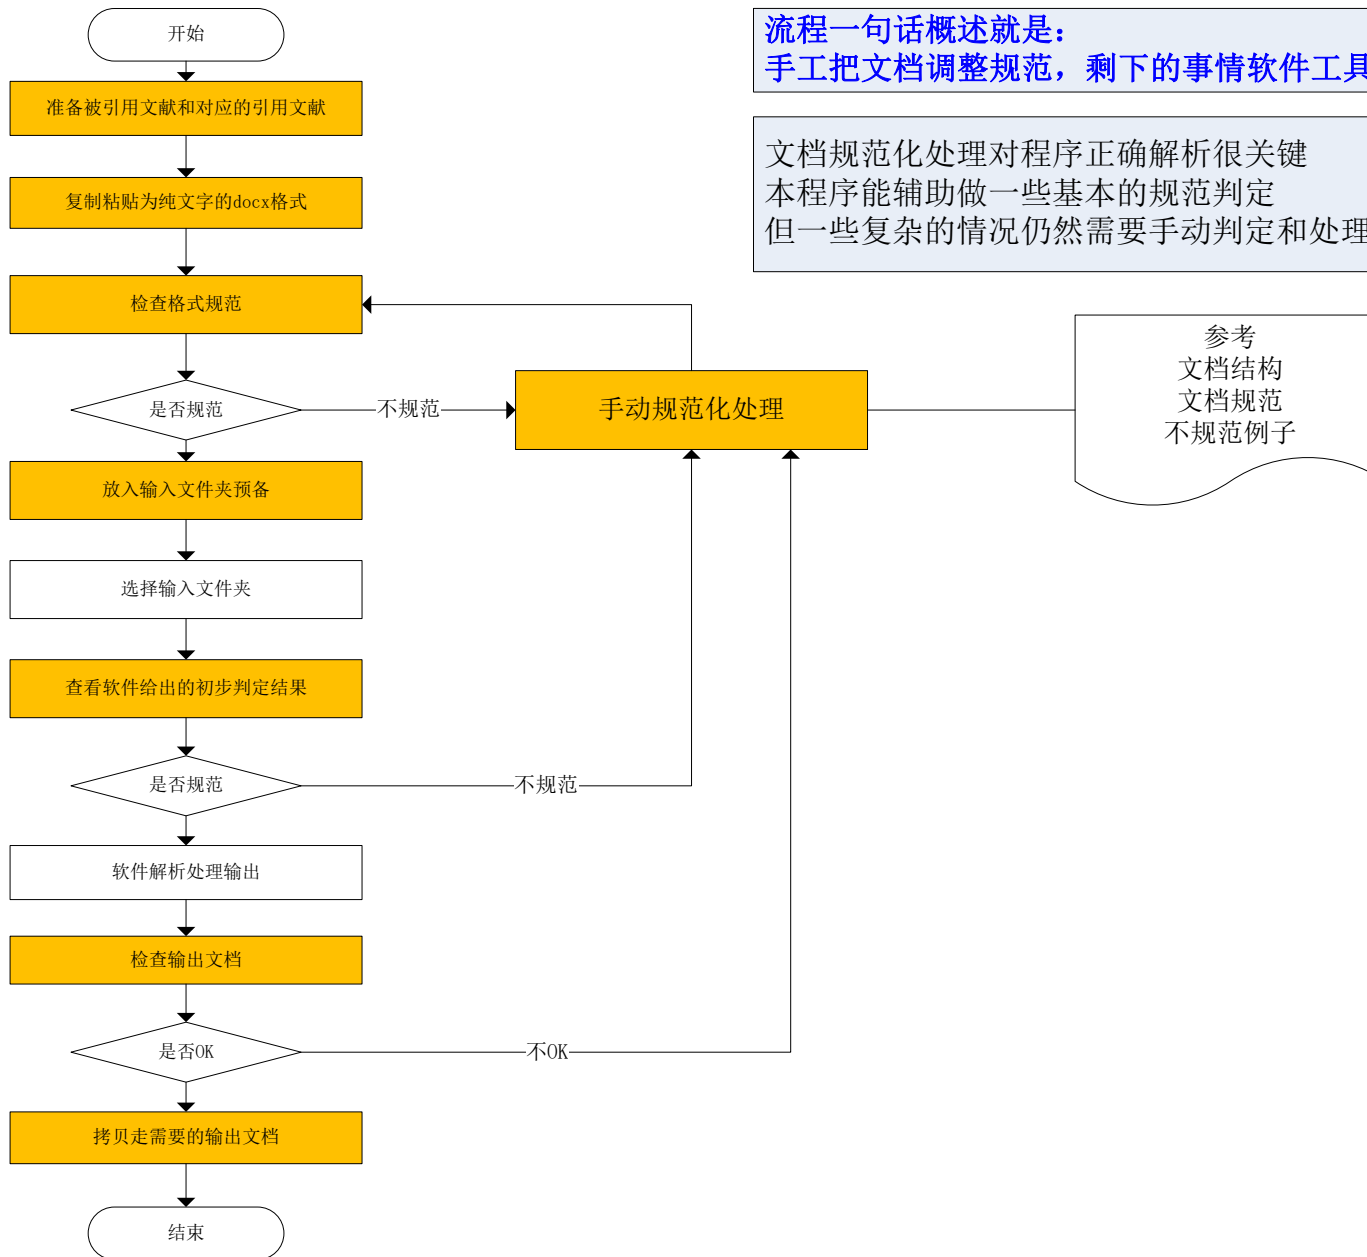 开始
准备被引用文献和对应的引用文献
复制粘贴为纯文字的docx格式
检查格式规范
是否规范
不规范
手动规范化处理
放入输入文件夹预备
选择输入文件夹
查看软件给出的初步判定结果
是否规范
不规范
软件解析处理输出
检查输出文档
是否OK
不OK
拷贝走需要的输出文档
结束
流程一句话概述就是：
手工把文档调整规范，剩下的事情软件工具
文档规范化处理对程序正确解析很关键
本程序能辅助做一些基本的规范判定
但一些复杂的情况仍然需要手动判定和处理
参考
文档结构
文档规范
不规范例子